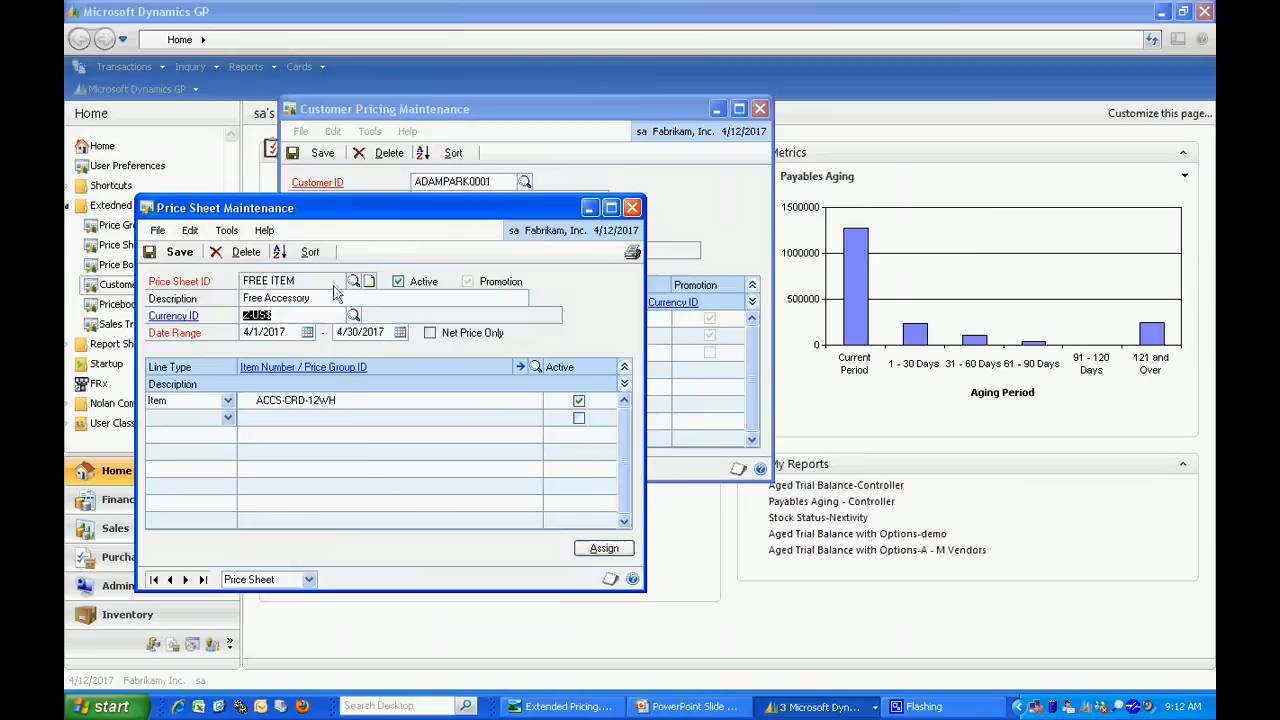 Microsoft Dynamics GP
Home
Transactions Inquiry Reports Cards
Microsoft Dynamics GP
Home
sa's
Customize this page...
Home
User Preferences
Shortcuts
Extedned
Price Gr
Price Sh
Price Bo
Custome
Pricebo
Sales Tr
Report Sh
Startup
FRx
Nolan Cor
User Class
Home
Financ
Sales
Purcha
Admin
Inventory
Customer Pricing Maintenance
File Edit Tools Help
sa Fabrikam, Inc. 4/12/2017
Save Delete Sort
Customer ID ADAMPARK0001
Promotion
Currency ID
Price Sheet Maintenance
File Edit Tools Help
sa Fabrikam, Inc. 4/12/2017
Save Delete Sort
Price Sheet ID FREE ITEM Active Promotion
Description Free Accessory
Currency ID Z-US$
Date Range 4/1/2017 - 4/30/2017 Net Price Only
Line Type Item Number / Price Group ID Active
Description
Item ACCS-CRD-12WH
Assign
Price Sheet
Metrics
Payables Aging
1500000
1000000
500000
0
Current Period
1 - 30 Days
31 - 60 Days
61 - 90 Days
91 - 120 Days
121 and Over
Aging Period
My Reports
Aged Trial Balance-Controller
Payables Aging - Controller
Stock Status-Nextivity
Aged Trial Balance with Options-demo
Aged Trial Balance with Options-A - M Vendors
4/12/2017 Fabrikam, Inc. sa
start
Search Desktop
Extended Pricing....
PowerPoint Slide ...
3 Microsoft Dyn...
Flashing
9:12 AM